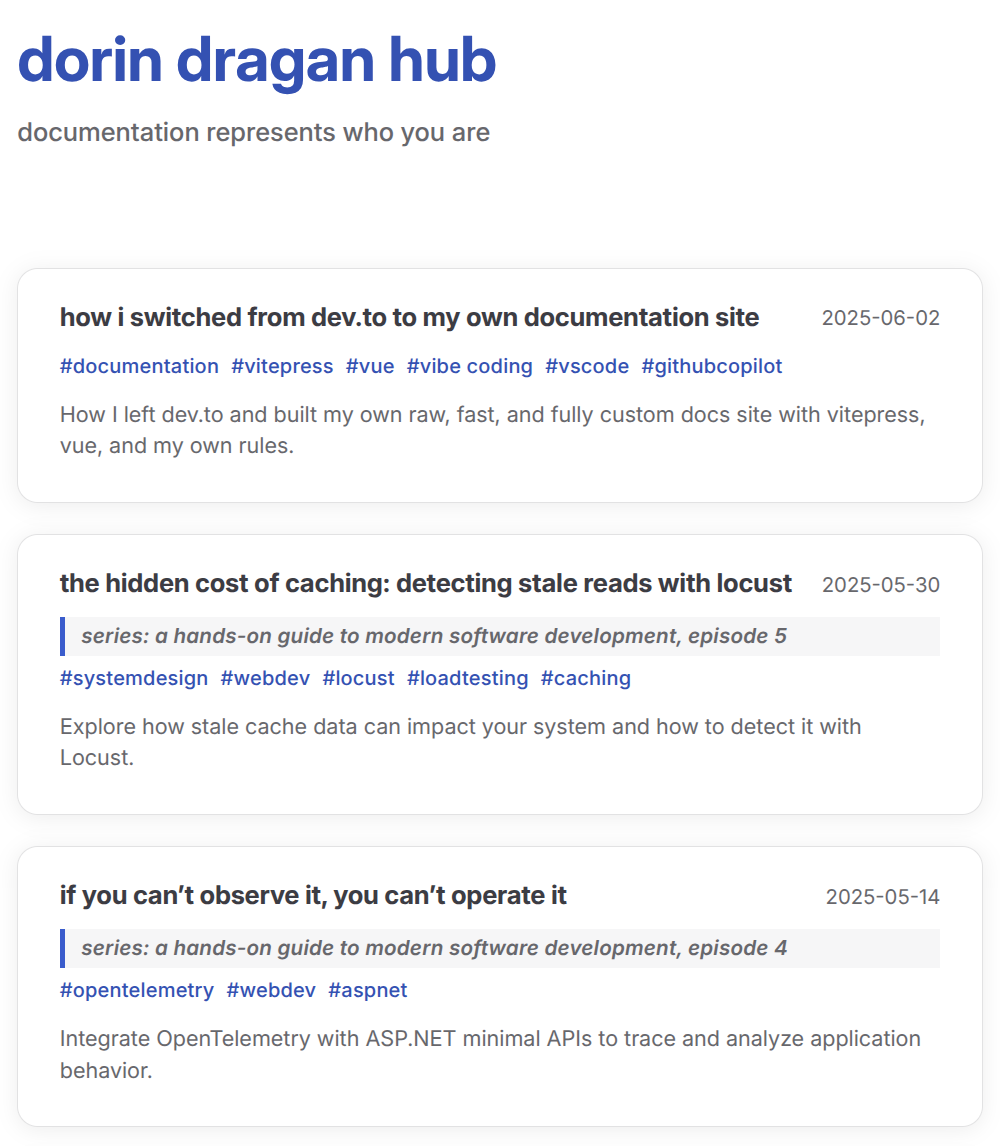 dorin dragan hub
documentation represents who you are
how i switched from dev.to to my own documentation site 2025-06-02
#documentation #vitepress #vue #vibe coding #vscode #githubcopilot
How I left dev.to and built my own raw, fast, and fully custom docs site with vitepress,
vue, and my own rules.
the hidden cost of caching: detecting stale reads with locust 2025-05-30
series: a hands-on guide to modern software development, episode 5
#systemdesign #webdev #locust #loadtesting #caching
Explore how stale cache data can impact your system and how to detect it with
Locust.
if you can’t observe it, you can’t operate it 2025-05-14
series: a hands-on guide to modern software development, episode 4
#opentelemetry #webdev #aspnet
Integrate OpenTelemetry with ASP.NET minimal APIs to trace and analyze application
behavior.